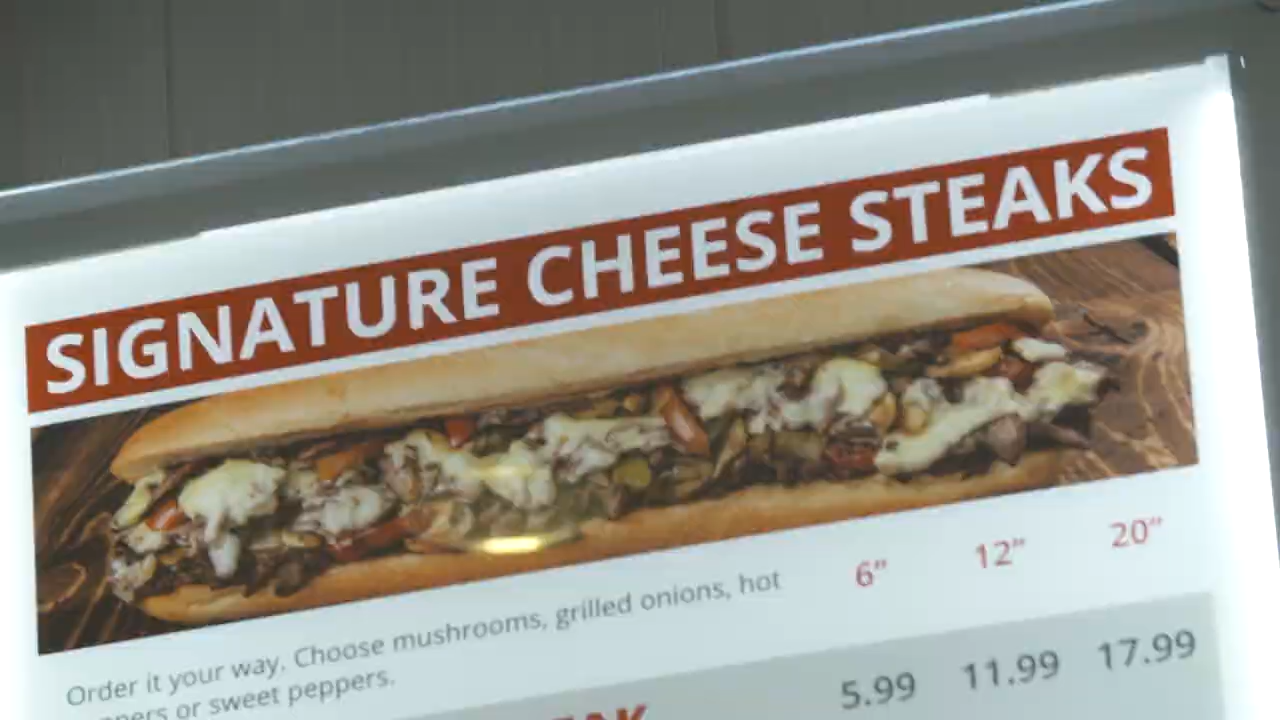 SIGNATURE CHEESE STEAKS
6” 12” 20”
Order it your way. Choose mushrooms, grilled onions, hot
or sweet peppers.
5.99 11.99 17.99